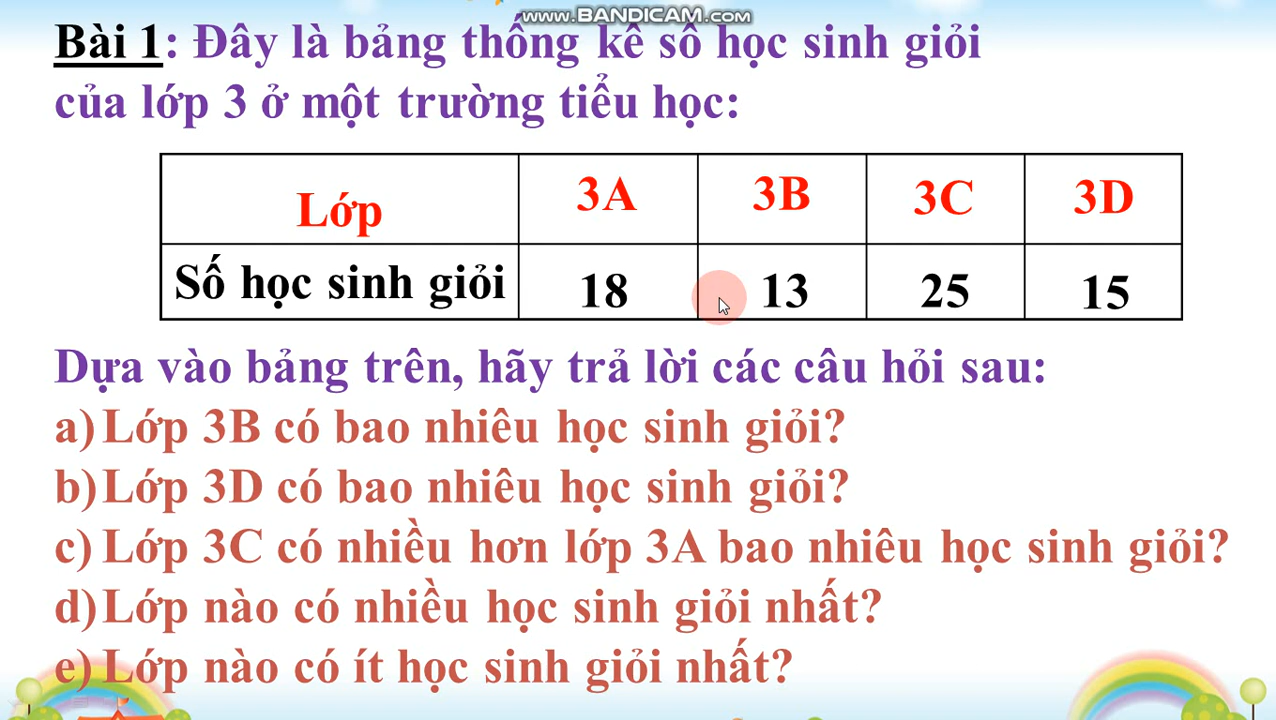 www.BANDICAM.com
Bài 1: Đây là bảng thống kê số học sinh giỏi
của lớp 3 ở một trường tiểu học:
Lớp 3A 3B 3C 3D
Số học sinh giỏi 18 13 25 15
Dựa vào bảng trên, hãy trả lời các câu hỏi sau:
a) Lớp 3B có bao nhiêu học sinh giỏi?
b) Lớp 3D có bao nhiêu học sinh giỏi?
c) Lớp 3C có nhiều hơn lớp 3A bao nhiêu học sinh giỏi?
d) Lớp nào có nhiều học sinh giỏi nhất?
e) Lớp nào có ít học sinh giỏi nhất?